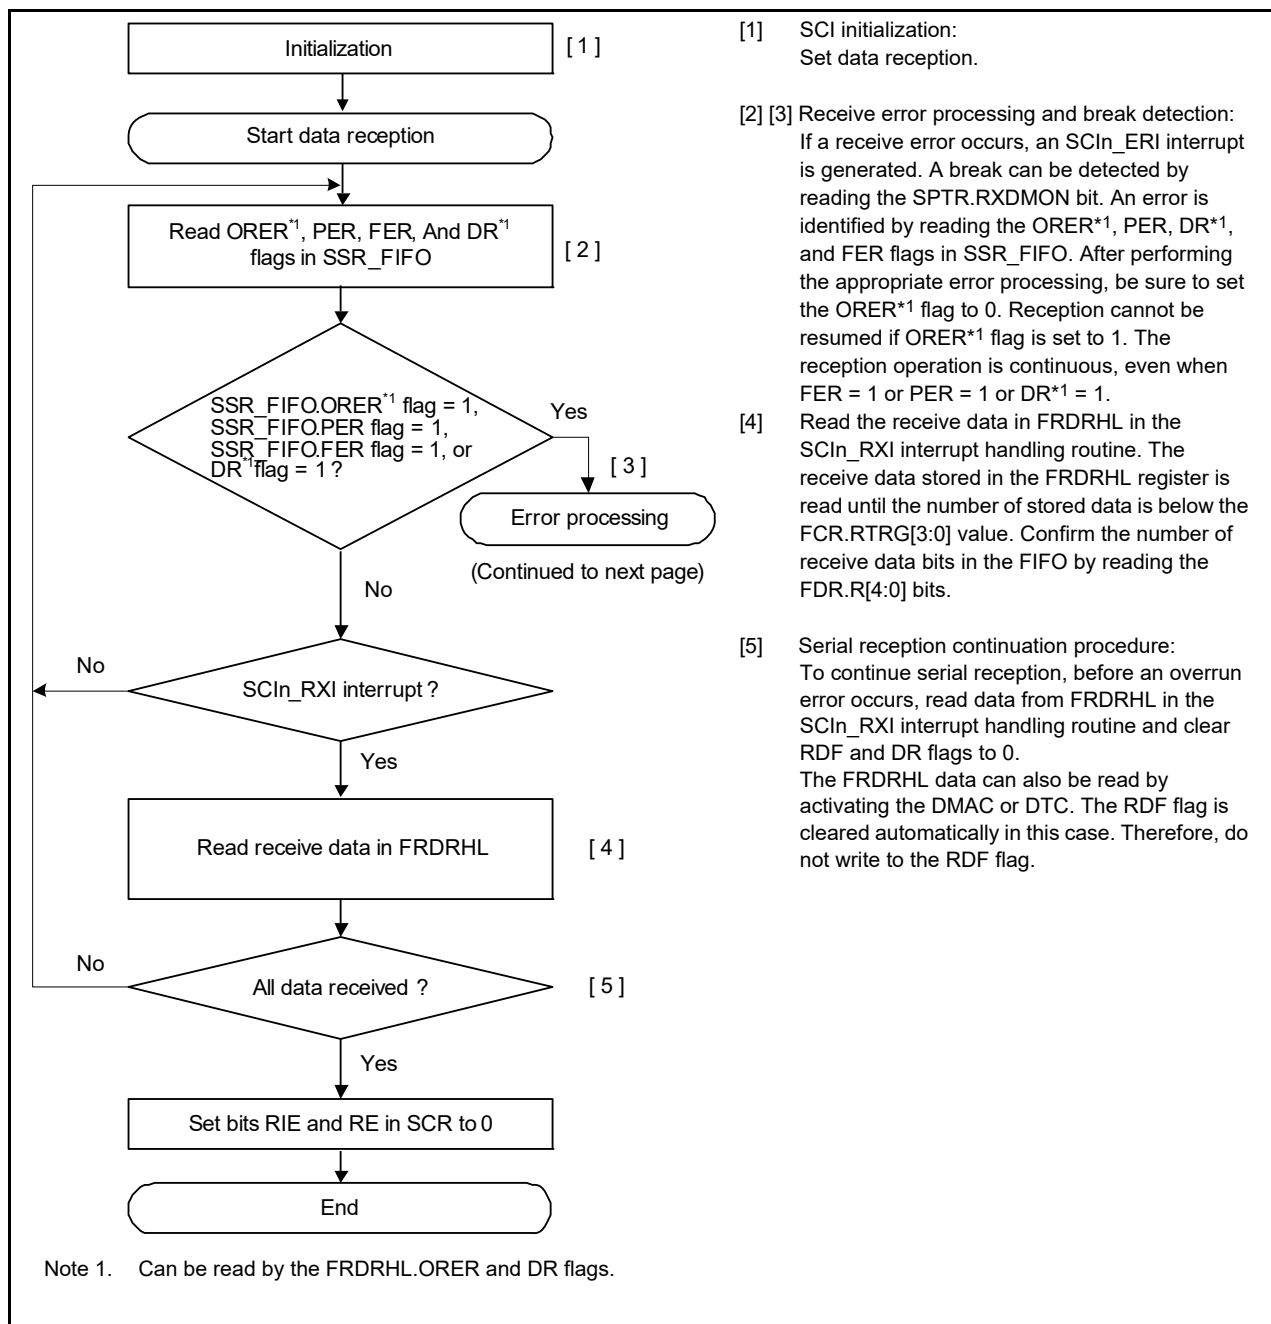 Initialization
[ 1 ]
Start data reception
Read ORER*1, PER, FER, And DR*1
flags in SSR_FIFO
[ 2 ]
SSR_FIFO.ORER*1 flag = 1,
SSR_FIFO.PER flag = 1,
SSR_FIFO.FER flag = 1, or
DR*1flag = 1 ?
Yes
[ 3 ]
Error processing
(Continued to next page)
No
No
SCIn_RXI interrupt ?
Yes
Read receive data in FRDRHL
[ 4 ]
No
All data received ?
[ 5 ]
Yes
Set bits RIE and RE in SCR to 0
End
[1] SCI initialization:
Set data reception.
[2] [3] Receive error processing and break detection:
If a receive error occurs, an SCIn_ERI interrupt
is generated. A break can be detected by
reading the SPTR.RXDMON bit. An error is
identified by reading the ORER*1, PER, DR*1,
and FER flags in SSR_FIFO. After performing
the appropriate error processing, be sure to set
the ORER*1 flag to 0. Reception cannot be
resumed if ORER*1 flag is set to 1. The
reception operation is continuous, even when
FER = 1 or PER = 1 or DR*1 = 1.
[4] Read the receive data in FRDRHL in the
SCIn_RXI interrupt handling routine. The
receive data stored in the FRDRHL register is
read until the number of stored data is below the
FCR.RTRG[3:0] value. Confirm the number of
receive data bits in the FIFO by reading the
FDR.R[4:0] bits.
[5] Serial reception continuation procedure:
To continue serial reception, before an overrun
error occurs, read data from FRDRHL in the
SCIn_RXI interrupt handling routine and clear
RDF and DR flags to 0.
The FRDRHL data can also be read by
activating the DMAC or DTC. The RDF flag is
cleared automatically in this case. Therefore, do
not write to the RDF flag.
Note 1. Can be read by the FRDRHL.ORER and DR flags.